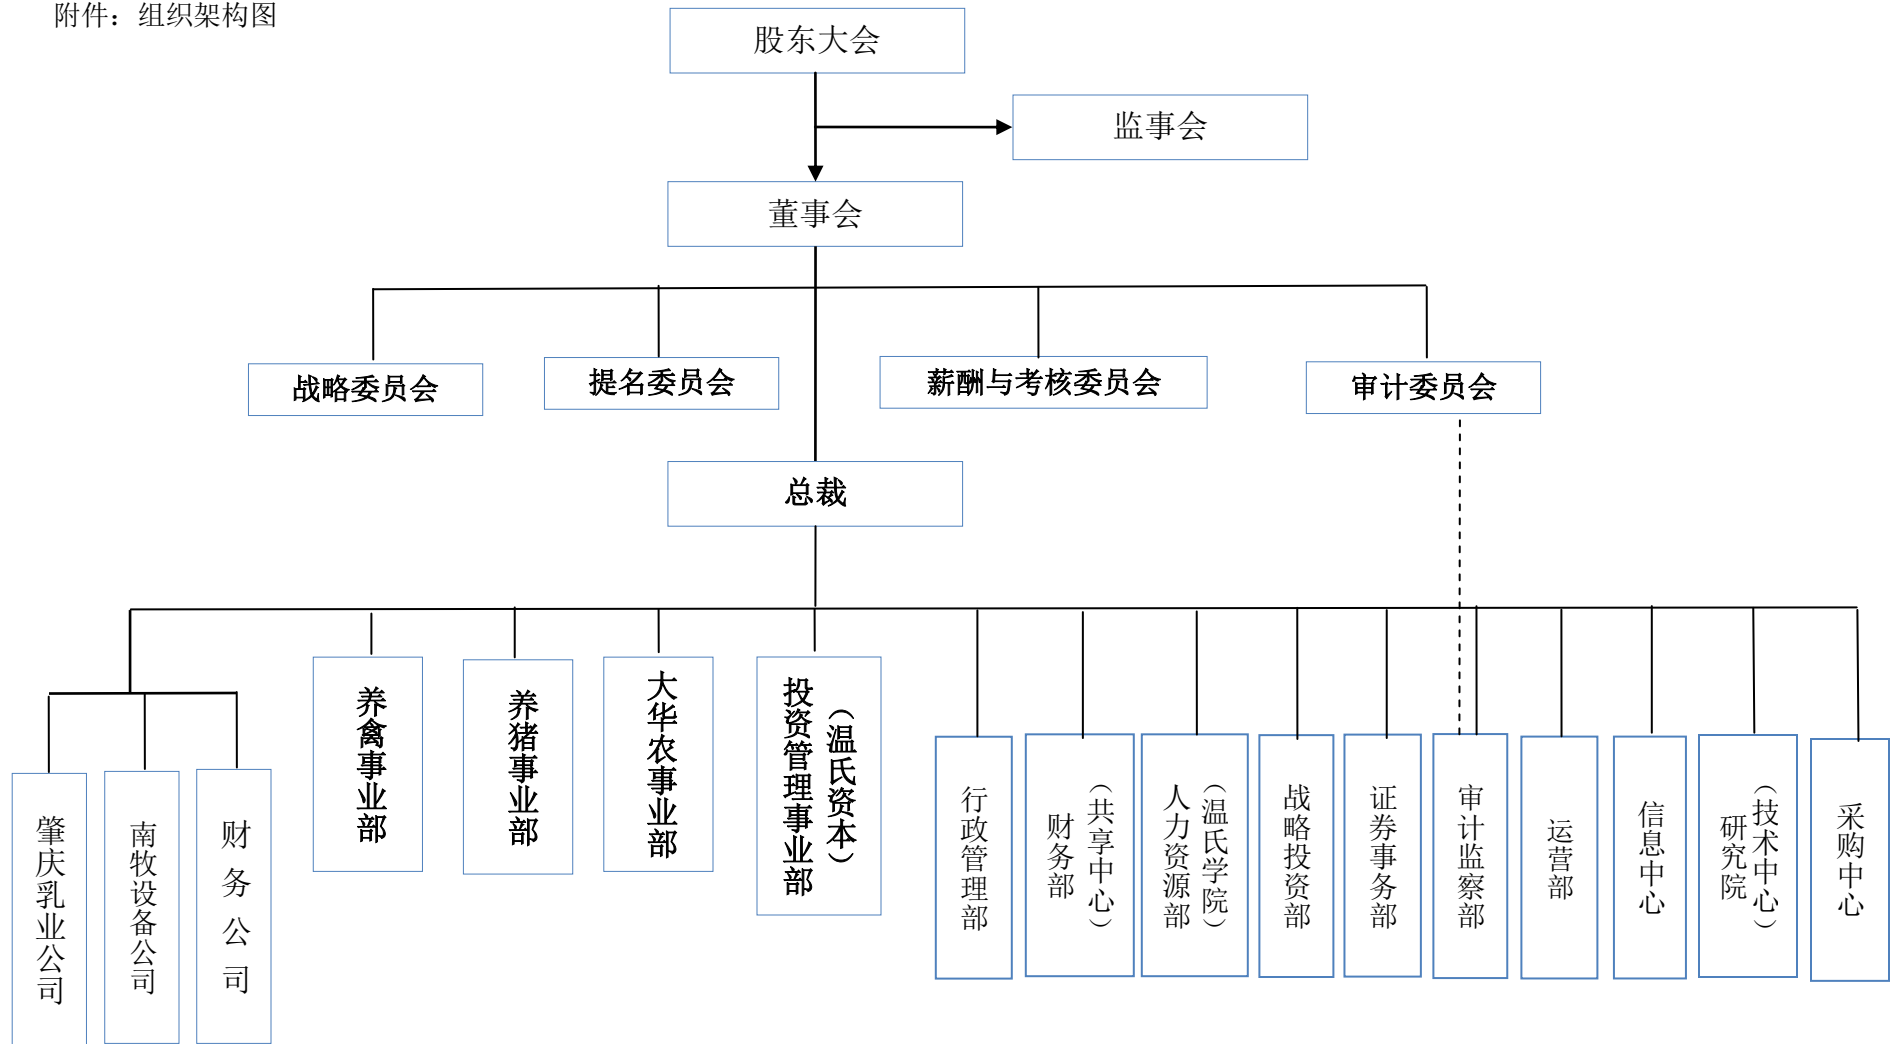 附件：组织架构图
股东大会
监事会
董事会
战略委员会
提名委员会
薪酬与考核委员会
审计委员会
总裁
肇庆乳业公司
南牧设备公司
财务公司
养禽事业部
养猪事业部
大华农事业部
投资管理事业部
（温氏资本）
行政管理部
财务部
（共享中心）
人力资源部
（温氏学院）
战略投资部
证券事务部
审计监察部
运营部
信息中心
研究院
（技术中心）
采购中心